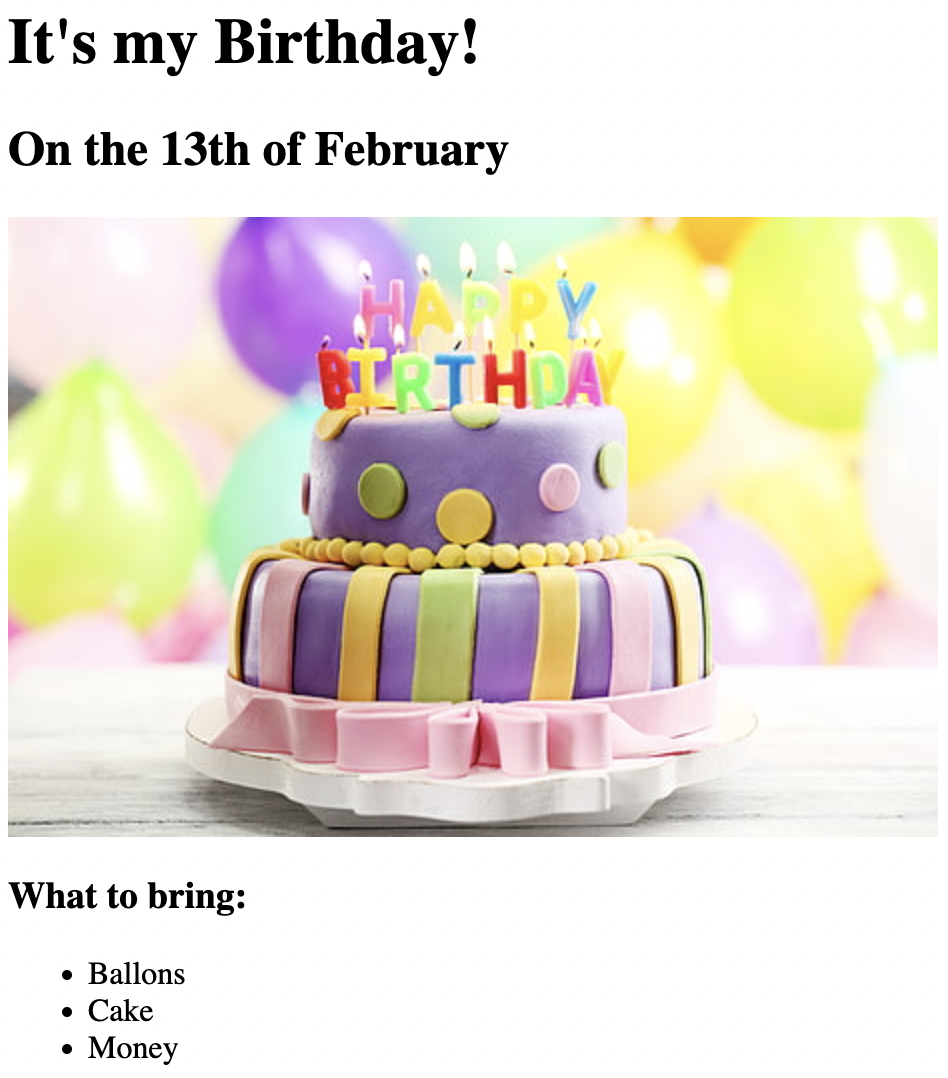 It's my Birthday!
On the 13th of February
HAPPY
BIRTHDAY
What to bring:
• Ballons
• Cake
• Money